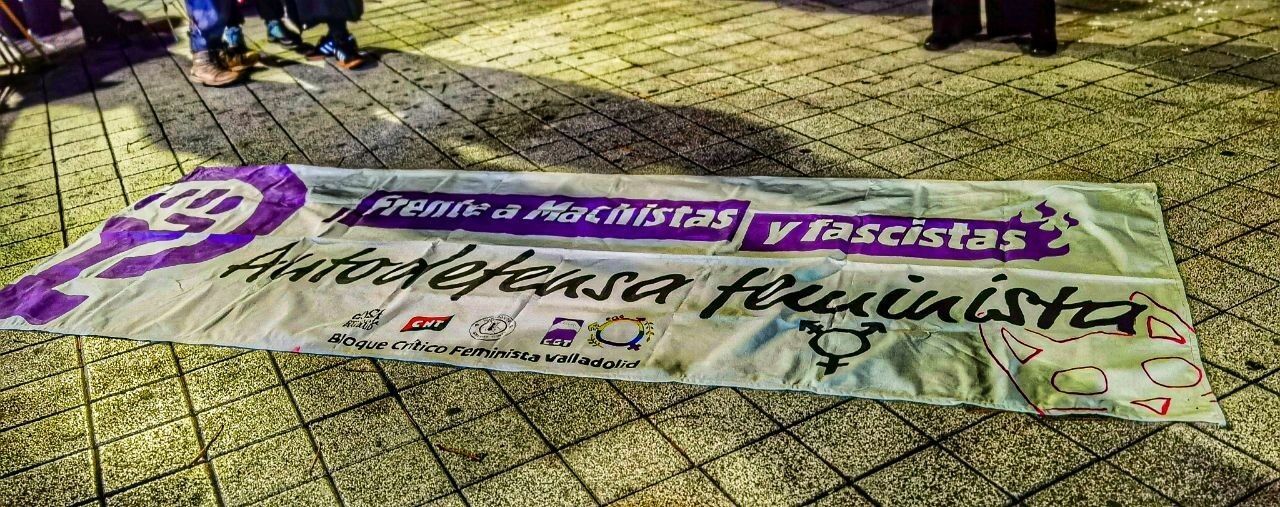 Frente a Machistas y fascistas
Autodefensa feminista
CNT
CGT
Bloque Crítico Feminista Valladolid